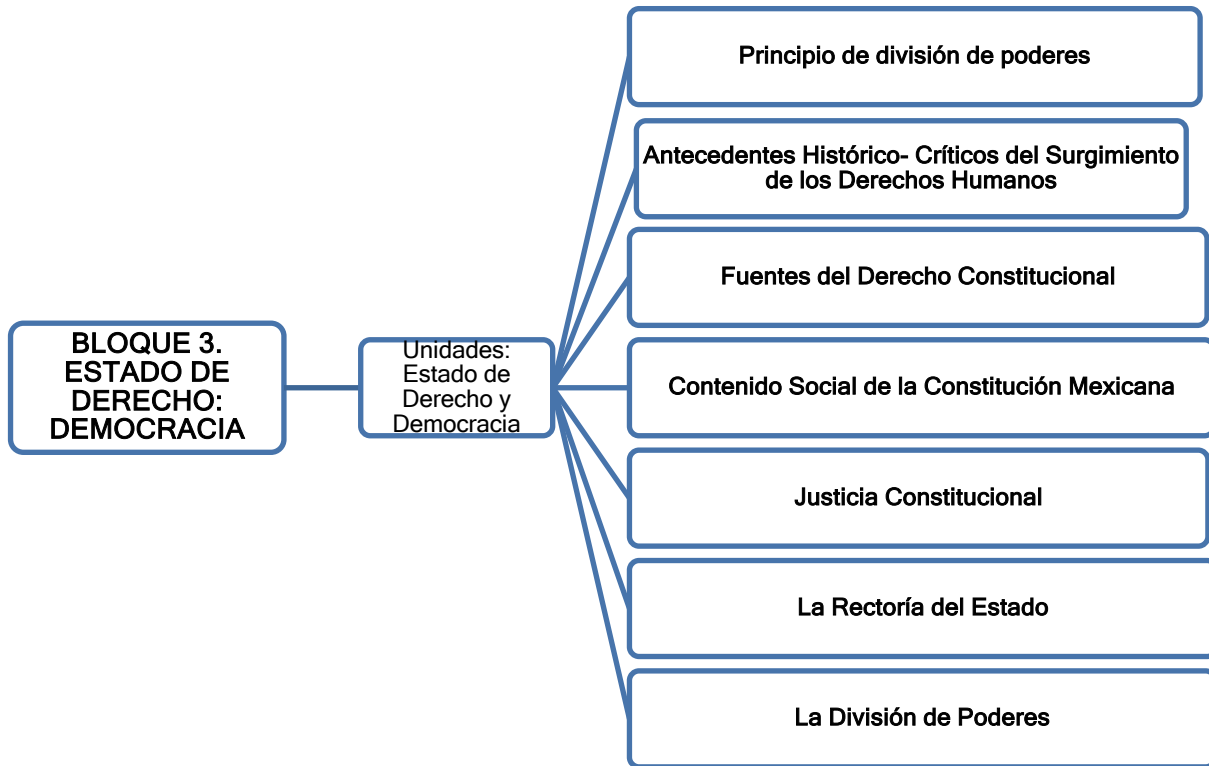 BLOQUE 3.
ESTADO DE
DERECHO:
DEMOCRACIA
Unidades:
Estado de
Derecho y
Democracia
Principio de división de poderes
Antecedentes Histórico- Críticos del Surgimiento
de los Derechos Humanos
Fuentes del Derecho Constitucional
Contenido Social de la Constitución Mexicana
Justicia Constitucional
La Rectoría del Estado
La División de Poderes